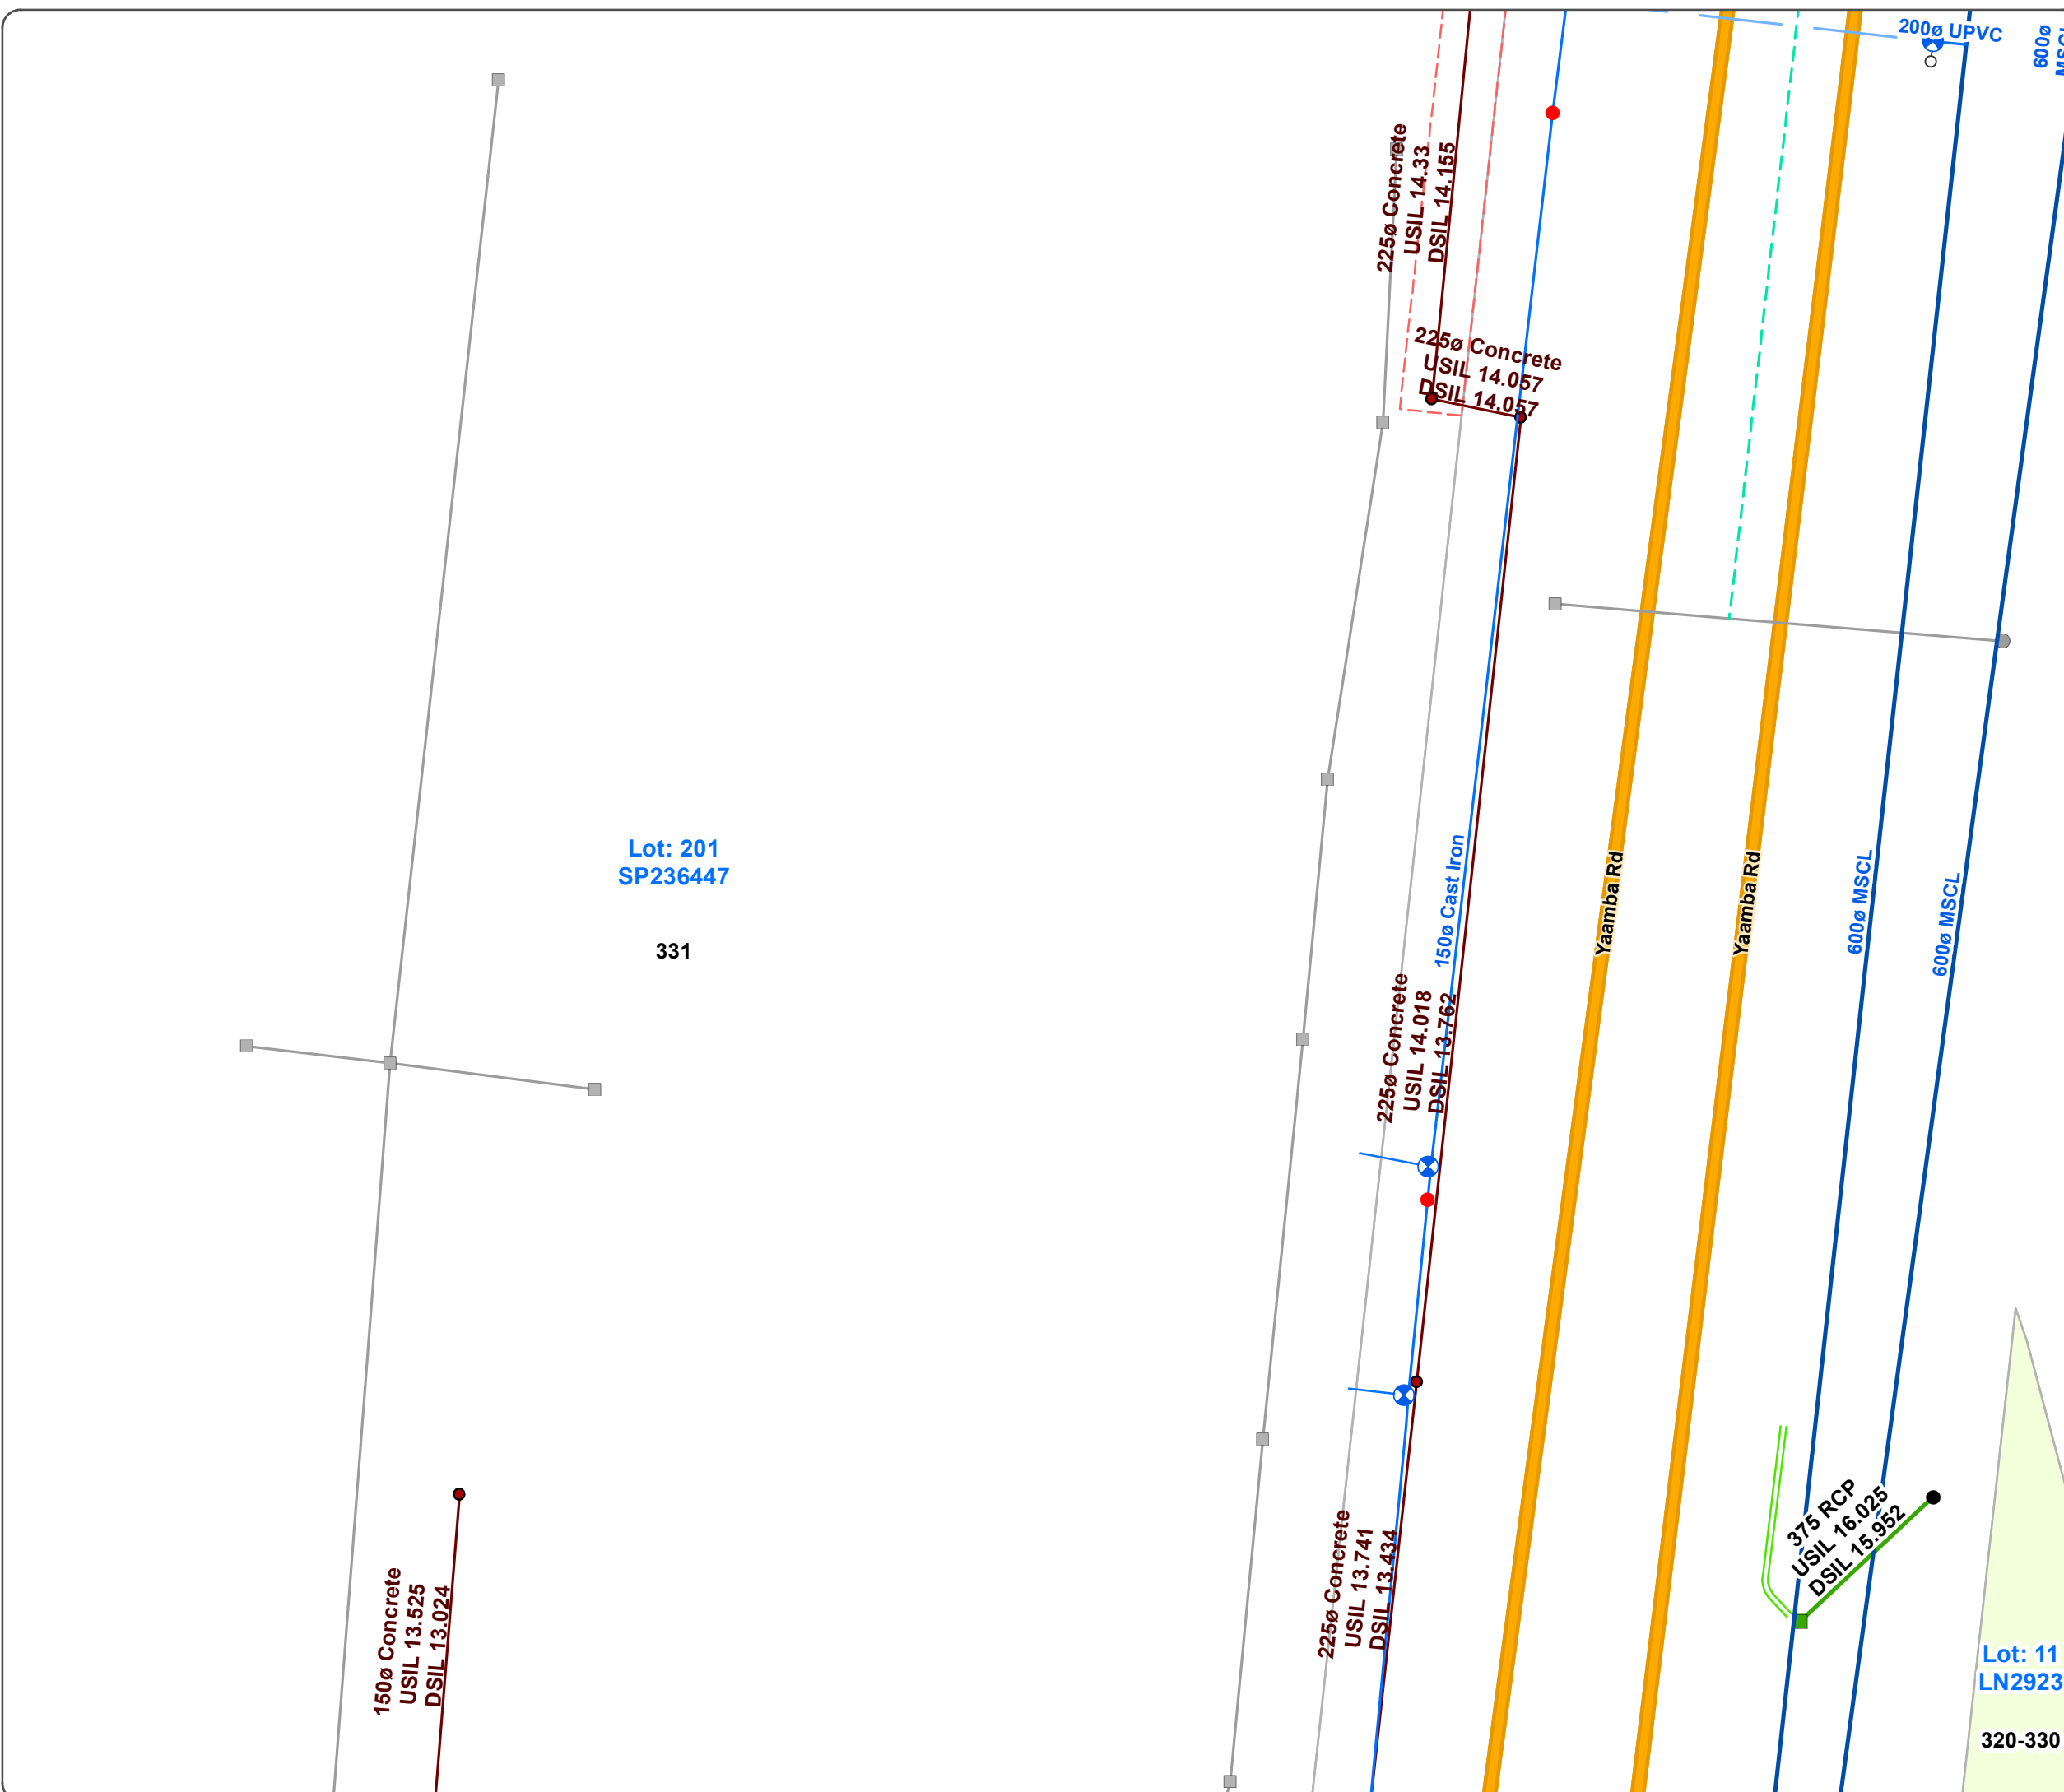 200ø UPVC
600ø
225ø Concrete
USIL 14.33
DSIL 14.155
225ø Concrete
USIL 14.057
DSIL 14.057
Lot: 201
SP236447
331
150ø Cast Iron
Yaamba Rd
Yaamba Rd
600ø MSCL
600ø MSCL
225ø Concrete
USIL 14.018
DSIL 13.762
225ø Concrete
USIL 13.741
DSIL 13.434
150ø Concrete
USIL 13.525
DSIL 13.024
375 RCP
USIL 16.025
DSIL 15.952
Lot: 11
LN2923
320-330